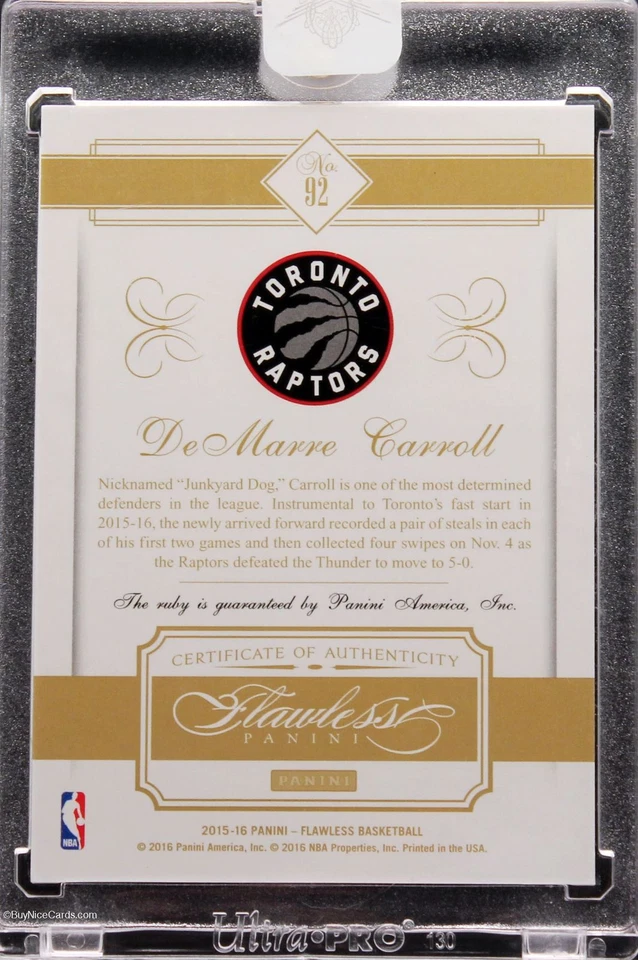 No.
92
TORONTO
RAPTORS
DeMarre Carroll
Nicknamed “Junkyard Dog,” Carroll is one of the most determined
defenders in the league. Instrumental to Toronto’s fast start in
2015-16, the newly arrived forward recorded a pair of steals in each
of his first two games and then collected four swipes on Nov. 4 as
the Raptors defeated the Thunder to move to 5-0.
The ruby is guaranteed by Panini America, Inc.
CERTIFICATE OF AUTHENTICITY
Flawless
PANINI
PANINI
NBA
2015-16 PANINI – FLAWLESS BASKETBALL
© 2016 Panini America, Inc. © 2016 NBA Properties, Inc. Printed in the USA.
©BuyNiceCards.com
Ultra•PRO® 130